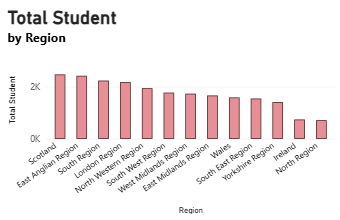 Total Student
by Region
Total Student
2K
0K
Scotland
East Anglian Region
South Region
London Region
North Western Region
South West Region
West Midlands Region
East Midlands Region
Wales
South East Region
Yorkshire Region
Ireland
North Region
Region